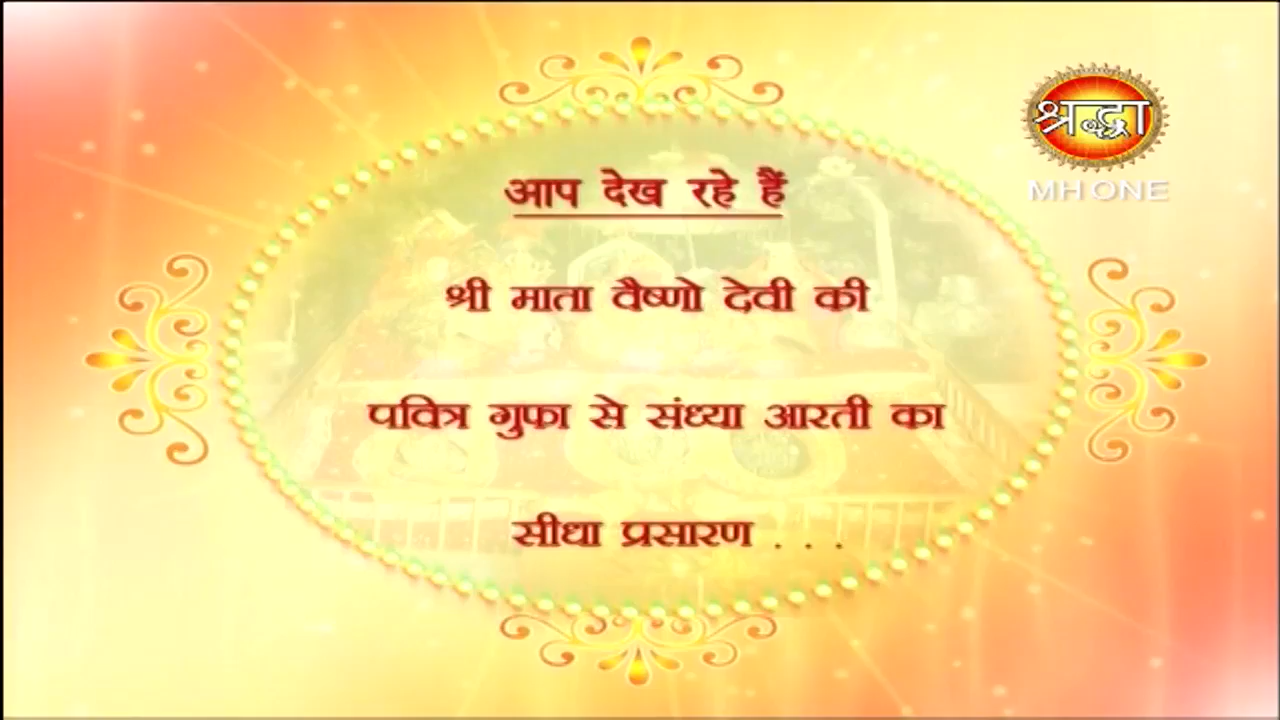 श्रद्धा
MH ONE
आप देख रहे हैं
श्री माता वैष्णो देवी की
पवित्र गुफा से संध्या आरती का
सीधा प्रसारण . . .